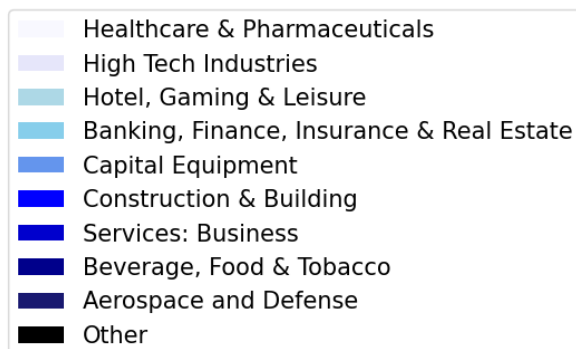 Healthcare & Pharmaceuticals
High Tech Industries
Hotel, Gaming & Leisure
Banking, Finance, Insurance & Real Estate
Capital Equipment
Construction & Building
Services: Business
Beverage, Food & Tobacco
Aerospace and Defense
Other